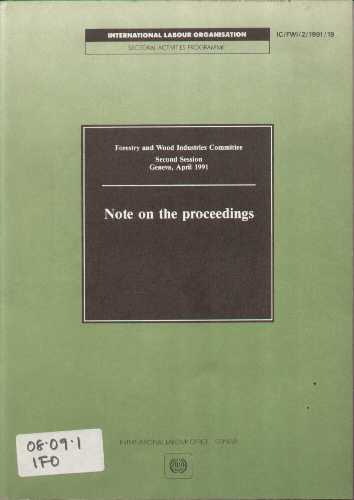 INTERNATIONAL LABOUR ORGANISATION
IC/FWI/2/1991/19
SECTORAL ACTIVITIES PROGRAMME
Forestry and Wood Industries Committee
Second Session
Geneva, April 1991
Note on the proceedings
INTERNATIONAL LABOUR OFFICE GENEVA
08·09·1
IFO